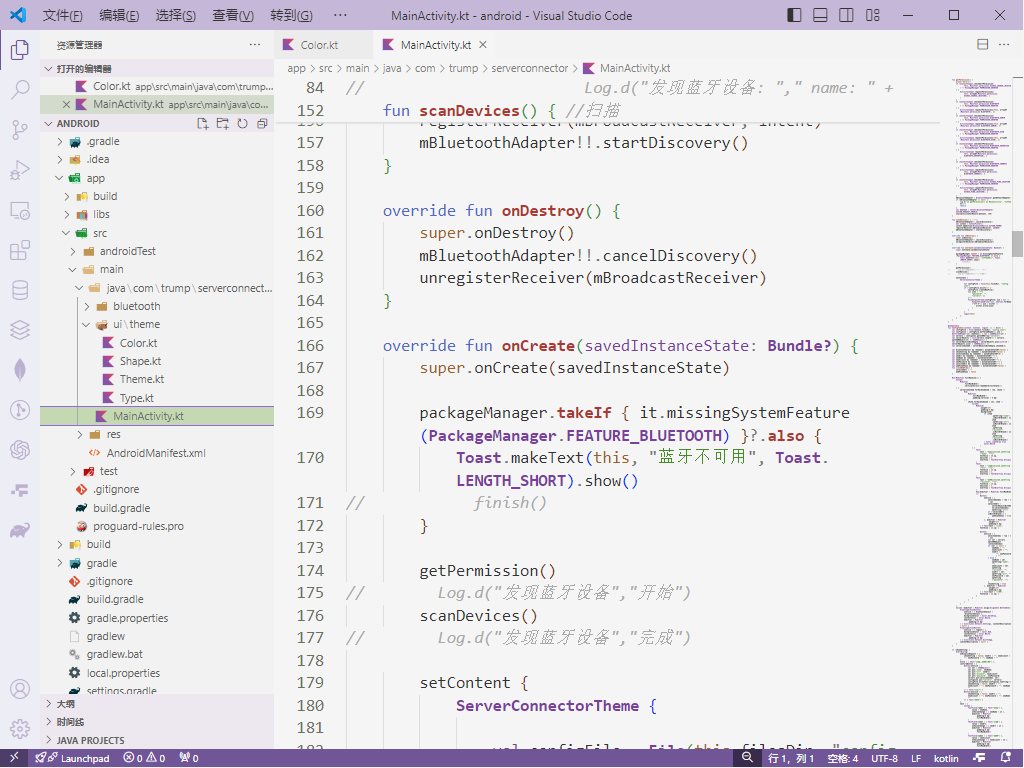 文件(F) 编辑(E) 选择(S) 查看(V) 转到(G) ··· MainActivity.kt - android - Visual Studio Code
资源管理器 ···
打开的编辑器
Color.kt app\src\main\java\com\trump...
MainActivity.kt app\src\main\java\co...
ANDROID
.gradle
.idea
app
build
libs
src
androidTest
main
java\com\trump\serverconnect...
bluetooth
ui\theme
Color.kt
Shape.kt
Theme.kt
Type.kt
MainActivity.kt
res
AndroidManifest.xml
test
.gitignore
build.gradle
proguard-rules.pro
build
gradle
.gitignore
build.gradle
gradle.properties
gradlew
gradlew.bat
local.properties
settings.gradle
大纲
时间线
JAVA PROJECTS
Color.kt MainActivity.kt ···
app > src > main > java > com > trump > serverconnector > MainActivity.kt
84 // Log.d("发现蓝牙设备: "," name: " +
152 fun scanDevices() { //扫描
registerReceiver(mBroadcastReceiver, intent)
157 mBluetoothAdapter!!.startDiscovery()
158 }
159
160 override fun onDestroy() {
161 super.onDestroy()
162 mBluetoothAdapter!!.cancelDiscovery()
163 unregisterReceiver(mBroadcastReceiver)
164 }
165
166 override fun onCreate(savedInstanceState: Bundle?) {
167 super.onCreate(savedInstanceState)
168
169 packageManager.takeIf { it.missingSystemFeature
(PackageManager.FEATURE_BLUETOOTH) }?.also {
170 Toast.makeText(this, "蓝牙不可用", Toast.
LENGTH_SHORT).show()
171 // finish()
172 }
173
174 getPermission()
175 // Log.d("发现蓝牙设备","开始")
176 scanDevices()
177 // Log.d("发现蓝牙设备","完成")
178
179 setContent {
180 ServerConnectorTheme {
181
Launchpad 0 0 0 行 1, 列 1 空格: 4 UTF-8 LF kotlin